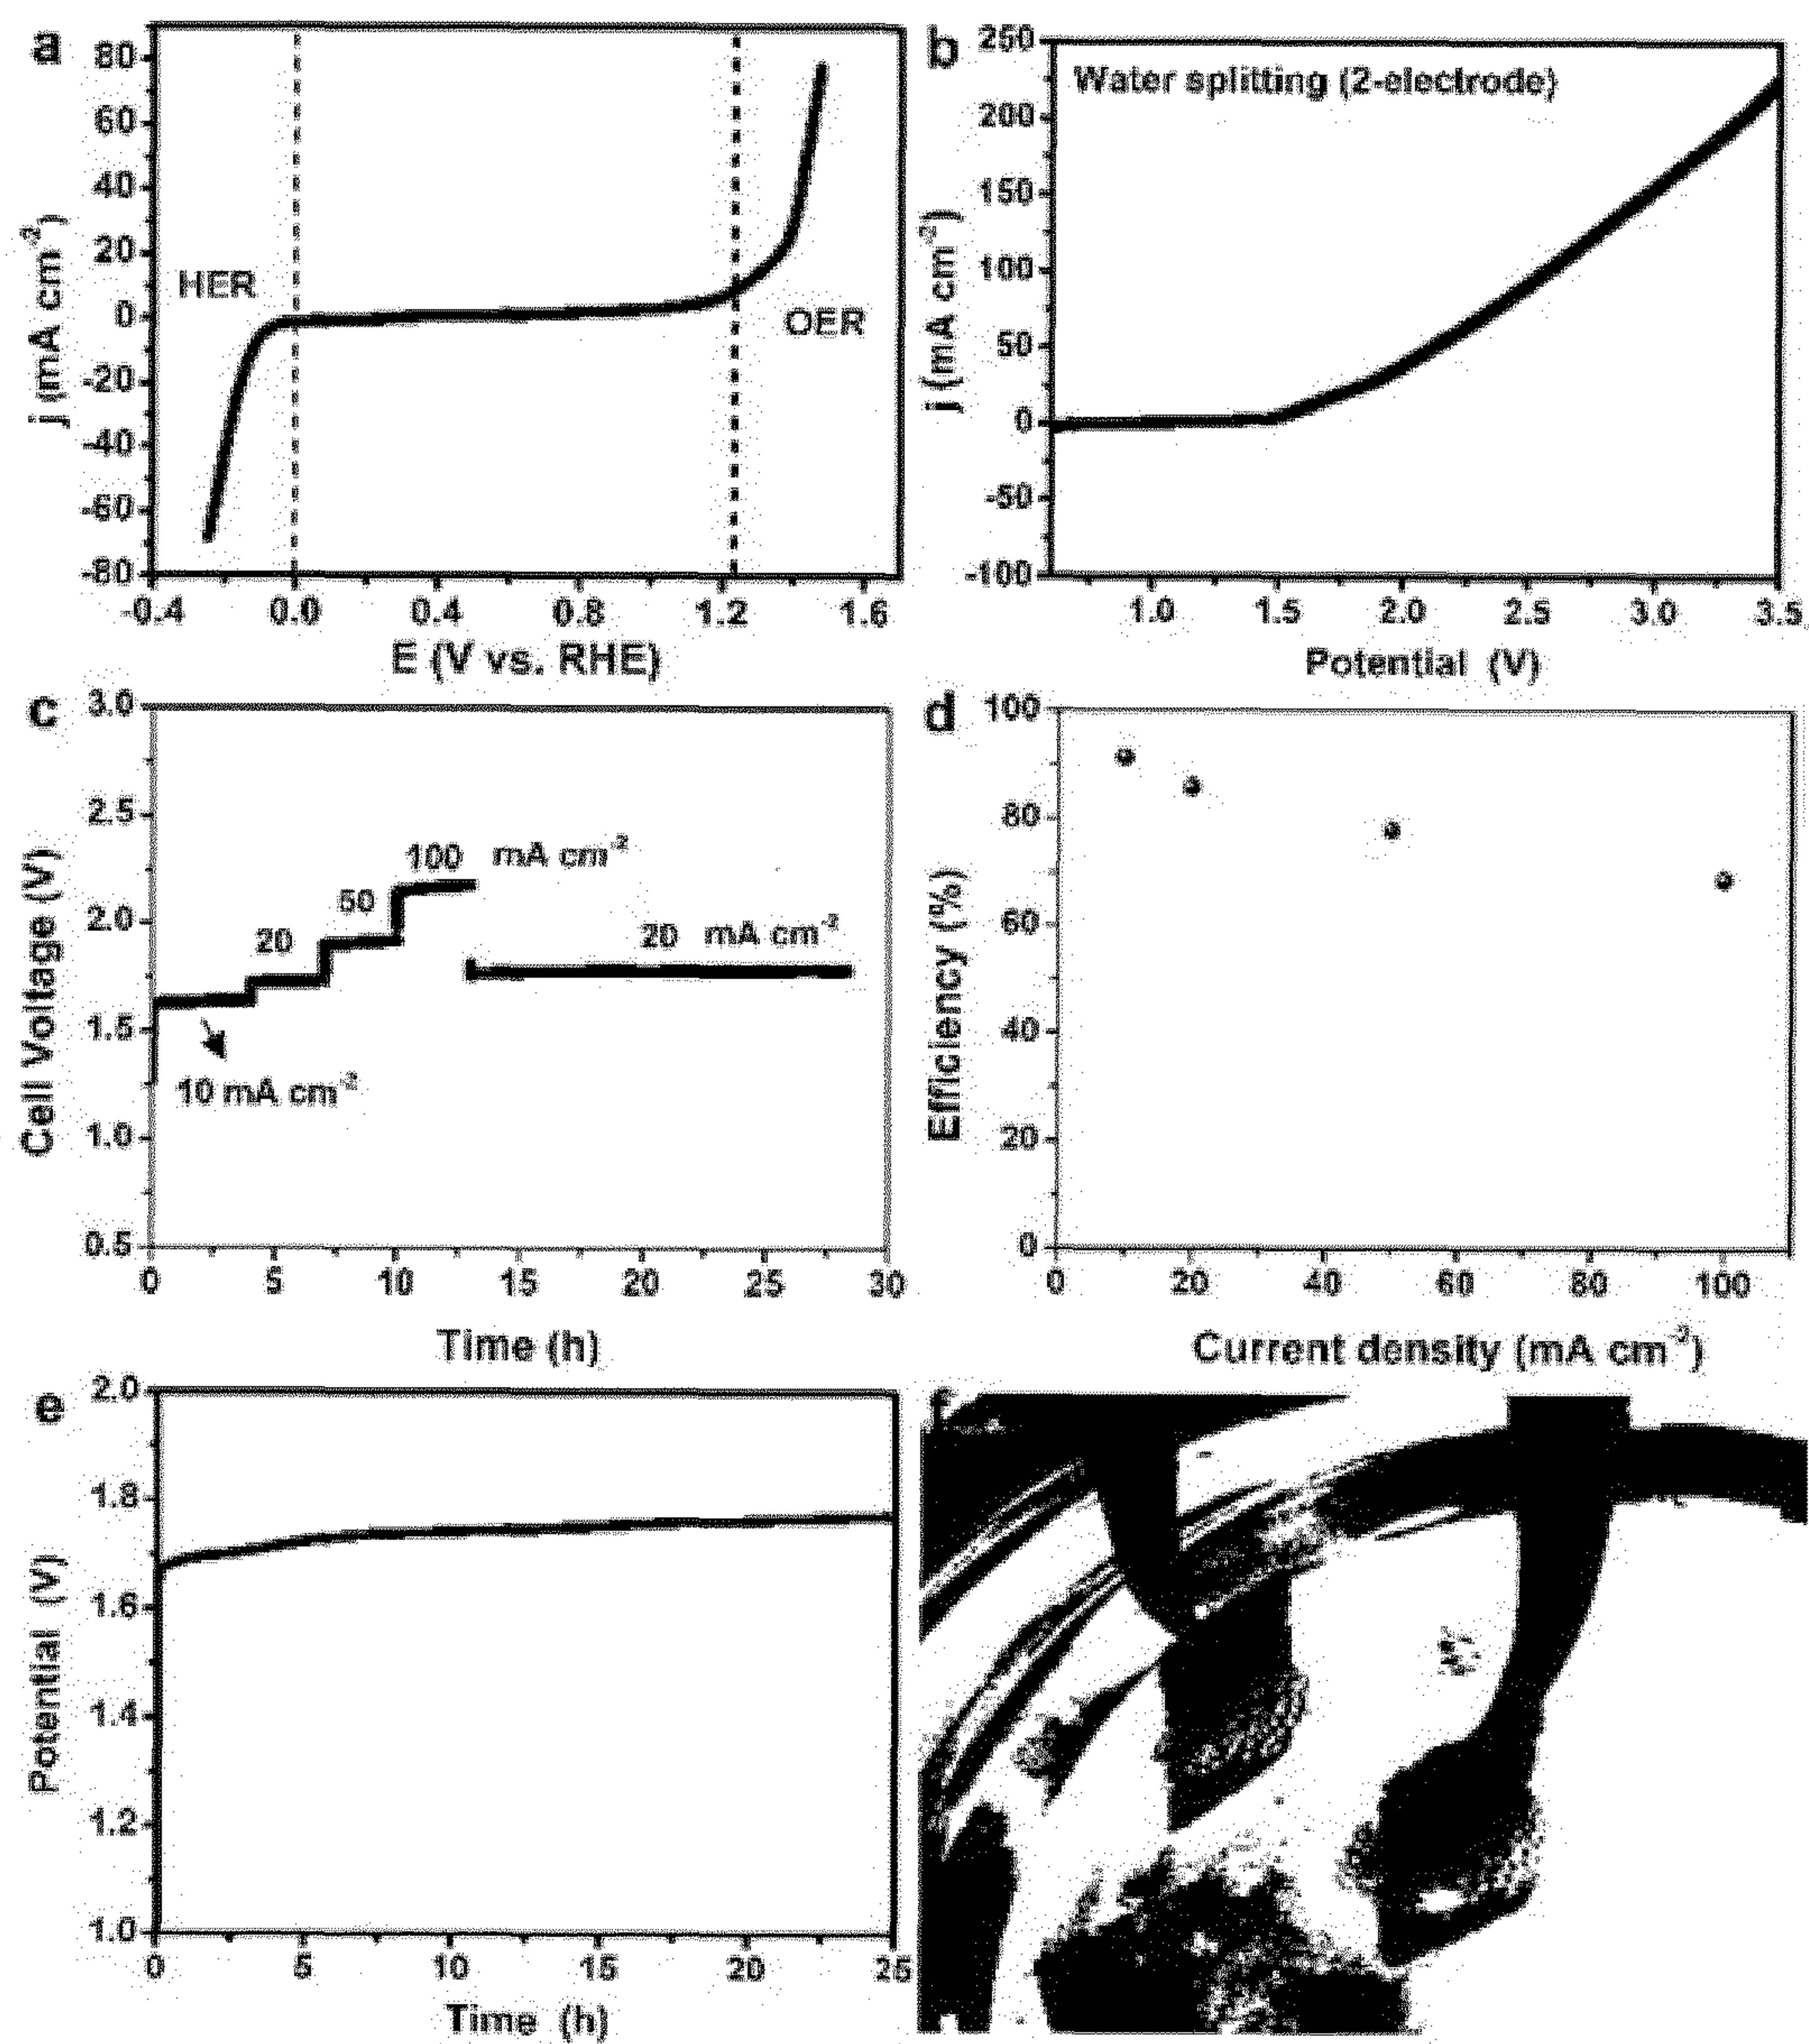 a
80
60
40
20
0
-20
-40
-60
-80
j (mA cm-2)
HER
OER
-0.4 0.0 0.4 0.8 1.2 1.6
E (V vs. RHE)
b
250
200
150
100
50
0
-50
-100
j (mA cm-2)
Water splitting (2-electrode)
1.0 1.5 2.0 2.5 3.0 3.5
Potential (V)
c
3.0
2.5
2.0
1.5
1.0
0.5
Cell Voltage (V)
100 mA cm-2
50
20
20 mA cm-2
10 mA cm-2
0 5 10 15 20 25 30
Time (h)
d
100
80
60
40
20
0
Efficiency (%)
0 20 40 60 80 100
Current density (mA cm-2)
e
2.0
1.8
1.6
1.4
1.2
1.0
Potential (V)
0 5 10 15 20 25
Time (h)
f